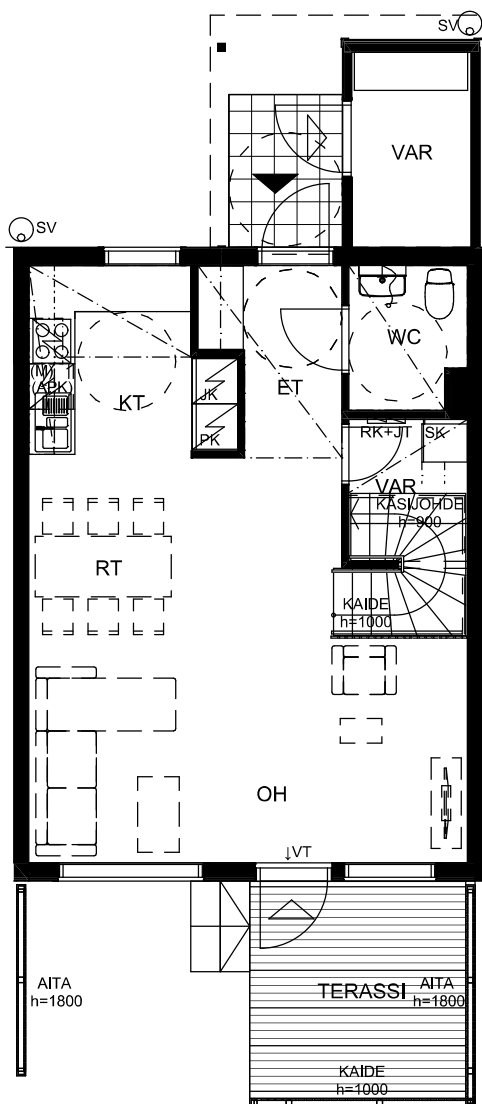 SV
VAR
SV
WC
(M)
(APK)
KT
JK
ET
PK
RK+JT
SK
VAR
KÄSIJOHDE
h=900
RT
KAIDE
h=1000
OH
↓VT
AITA
h=1800
TERASSI
AITA
h=1800
KAIDE
h=1000